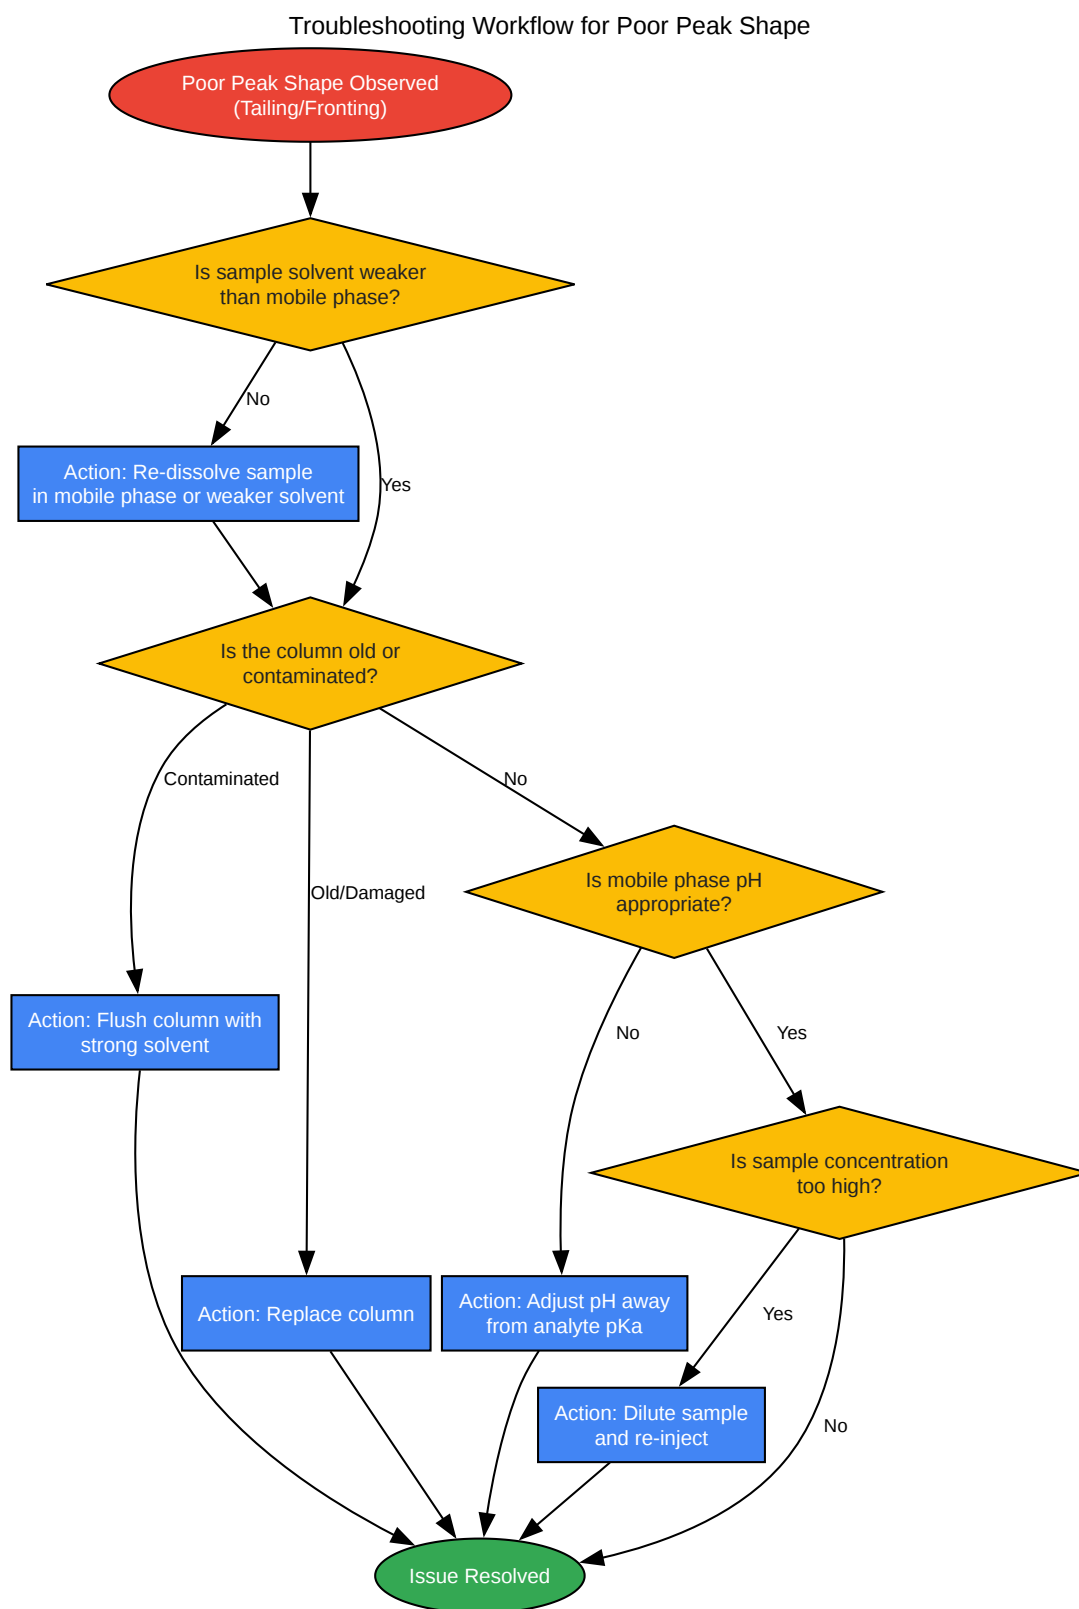 Troubleshooting Workflow for Poor Peak Shape
Poor Peak Shape Observed
(Tailing/Fronting)
Is sample solvent weaker
than mobile phase?
No
Action: Re-dissolve sample
in mobile phase or weaker solvent
Yes
Is the column old or
contaminated?
Contaminated
No
Old/Damaged
Is mobile phase pH
appropriate?
Action: Flush column with
strong solvent
No
Yes
Is sample concentration
too high?
Action: Replace column
Action: Adjust pH away
from analyte pKa
Yes
Action: Dilute sample
and re-inject
No
Issue Resolved